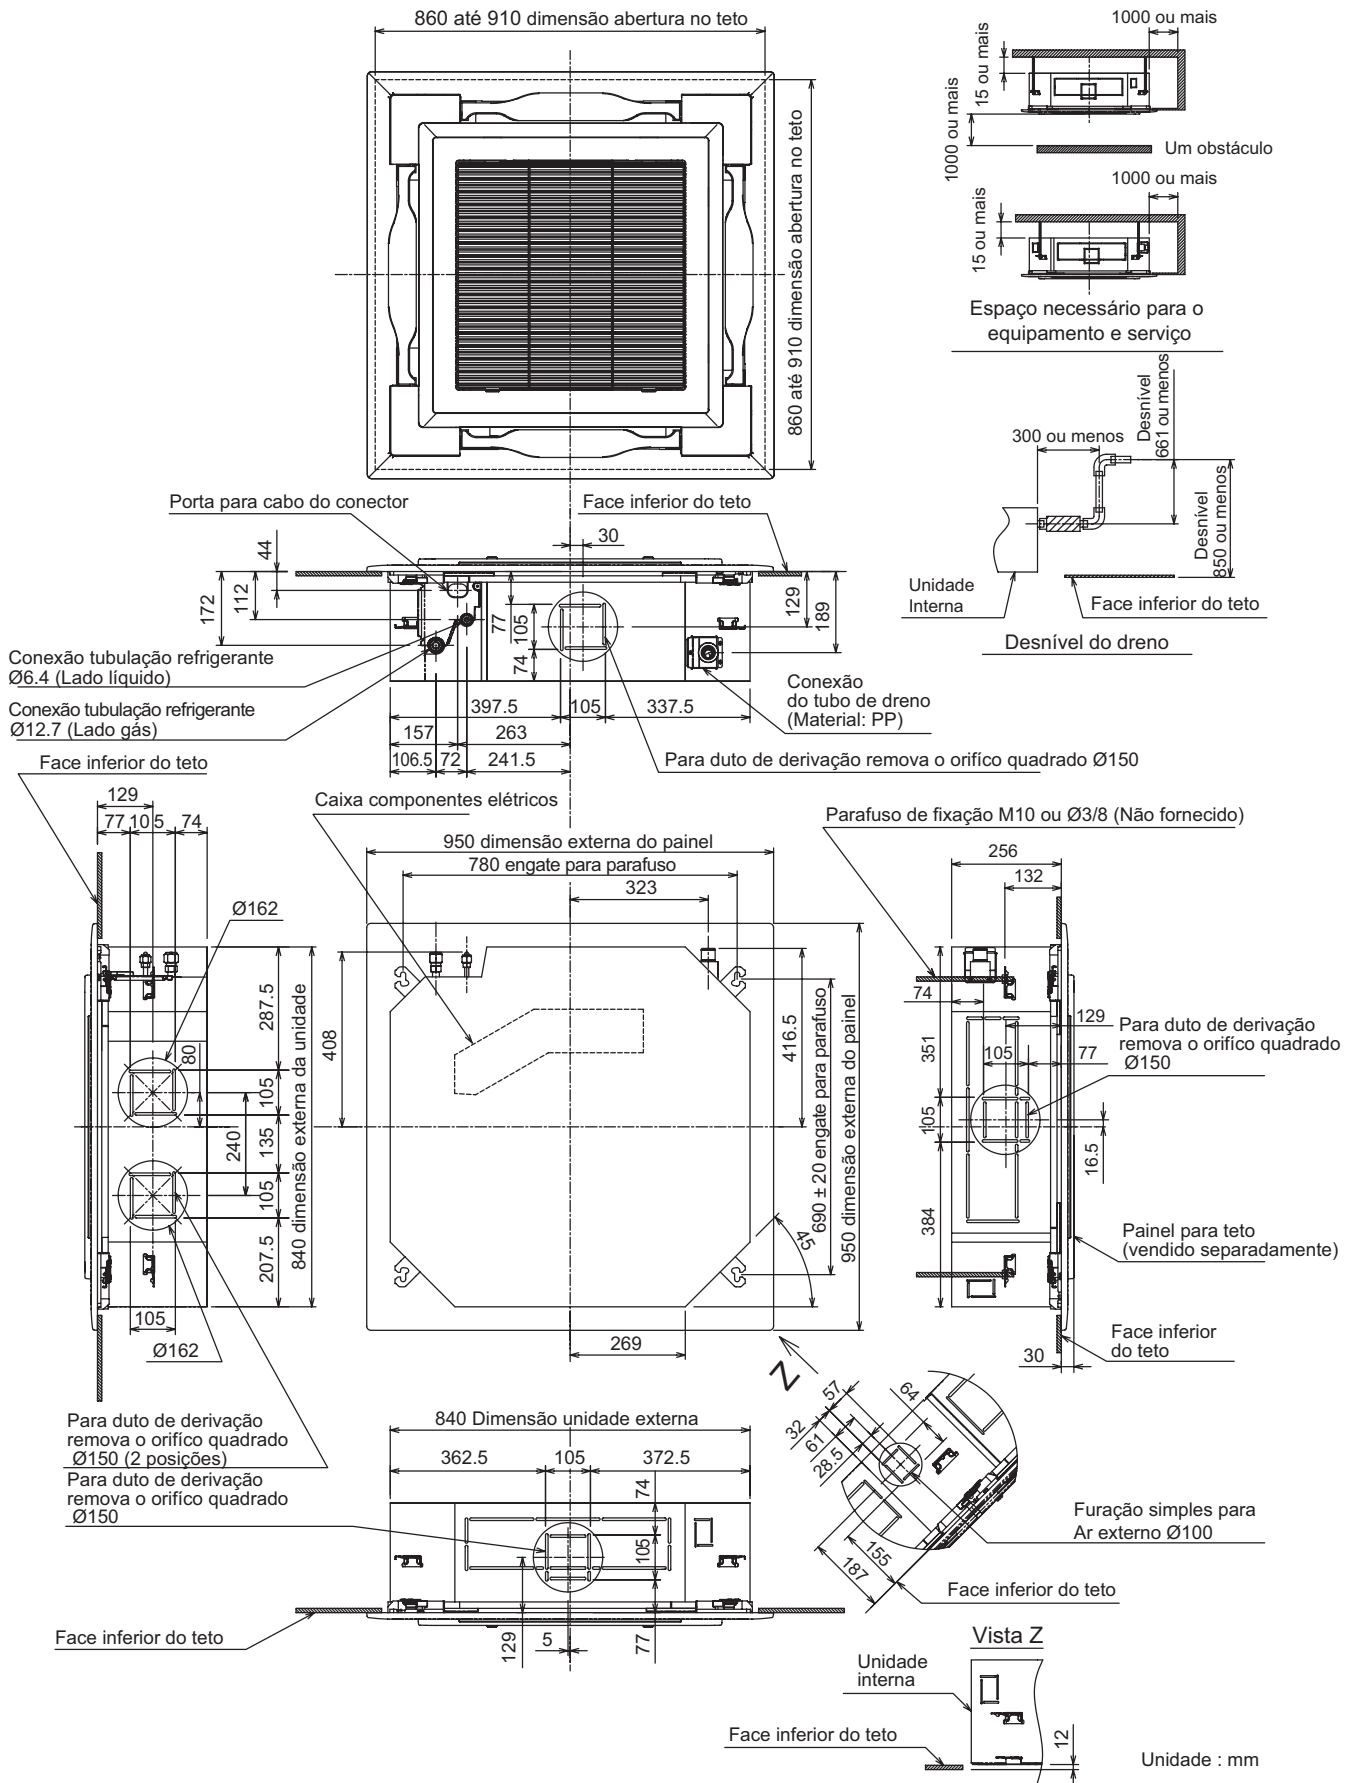 860 até 910 dimensão abertura no teto
860 até 910 dimensão abertura no teto
1000 ou mais
15 ou mais
1000 ou mais
Um obstáculo
1000 ou mais
15 ou mais
Espaço necessário para o
equipamento e serviço
Desnível
661 ou menos
300 ou menos
Desnível
850 ou menos
Unidade
Interna
Face inferior do teto
Desnível do dreno
Porta para cabo do conector
Face inferior do teto
30
44
172
112
77
105
74
129
189
Conexão tubulação refrigerante
Ø6.4 (Lado líquido)
Conexão tubulação refrigerante
Ø12.7 (Lado gás)
Conexão
do tubo de dreno
(Material: PP)
397.5
105
337.5
157
263
106.5
72
241.5
Para duto de derivação remova o orifíco quadrado Ø150
Face inferior do teto
129
77
105
74
Ø162
287.5
80
105
135
240
105
207.5
840 dimensão externa da unidade
105
Ø162
Para duto de derivação
remova o orifíco quadrado
Ø150 (2 posições)
Para duto de derivação
remova o orifíco quadrado
Ø150
Caixa componentes elétricos
950 dimensão externa do painel
780 engate para parafuso
323
408
416.5
690 ± 20 engate para parafuso
950 dimensão externa do painel
45
269
Z
Parafuso de fixação M10 ou Ø3/8 (Não fornecido)
256
132
74
129
351
105
77
105
16.5
384
Para duto de derivação
remova o orifíco quadrado
Ø150
Painel para teto
(vendido separadamente)
Face inferior
do teto
30
840 Dimensão unidade externa
362.5
105
372.5
74
105
129
5
77
Face inferior do teto
57
64
32
61
28.5
155
187
Furação simples para
Ar externo Ø100
Face inferior do teto
Vista Z
Unidade
interna
Face inferior do teto
12
Unidade : mm